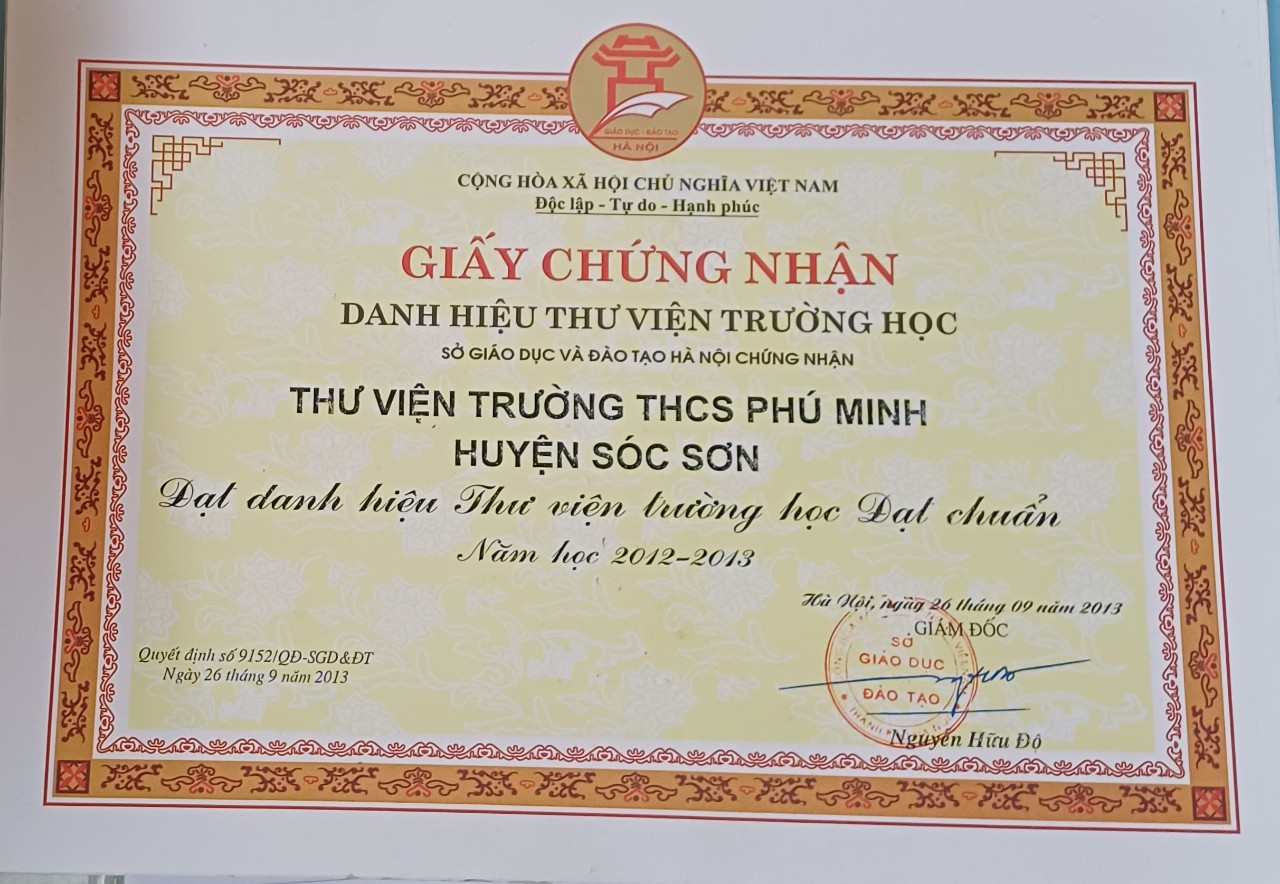 GIÁO DỤC - ĐÀO TẠO
HÀ NỘI
CỘNG HÒA XÃ HỘI CHỦ NGHĨA VIỆT NAM
Độc lập - Tự do - Hạnh phúc
GIẤY CHỨNG NHẬN
DANH HIỆU THƯ VIỆN TRƯỜNG HỌC
SỞ GIÁO DỤC VÀ ĐÀO TẠO HÀ NỘI CHỨNG NHẬN
THƯ VIỆN TRƯỜNG THCS PHÚ MINH
HUYỆN SÓC SƠN
Đạt danh hiệu Thư viện trường học Đạt chuẩn
Năm học 2012-2013
Hà Nội, ngày 26 tháng 09 năm 2013
GIÁM ĐỐC
SỞ
GIÁO DỤC
ĐÀO TẠO
Nguyễn Hữu Độ
Quyết định số 9152/QĐ-SGD&ĐT
Ngày 26 tháng 9 năm 2013